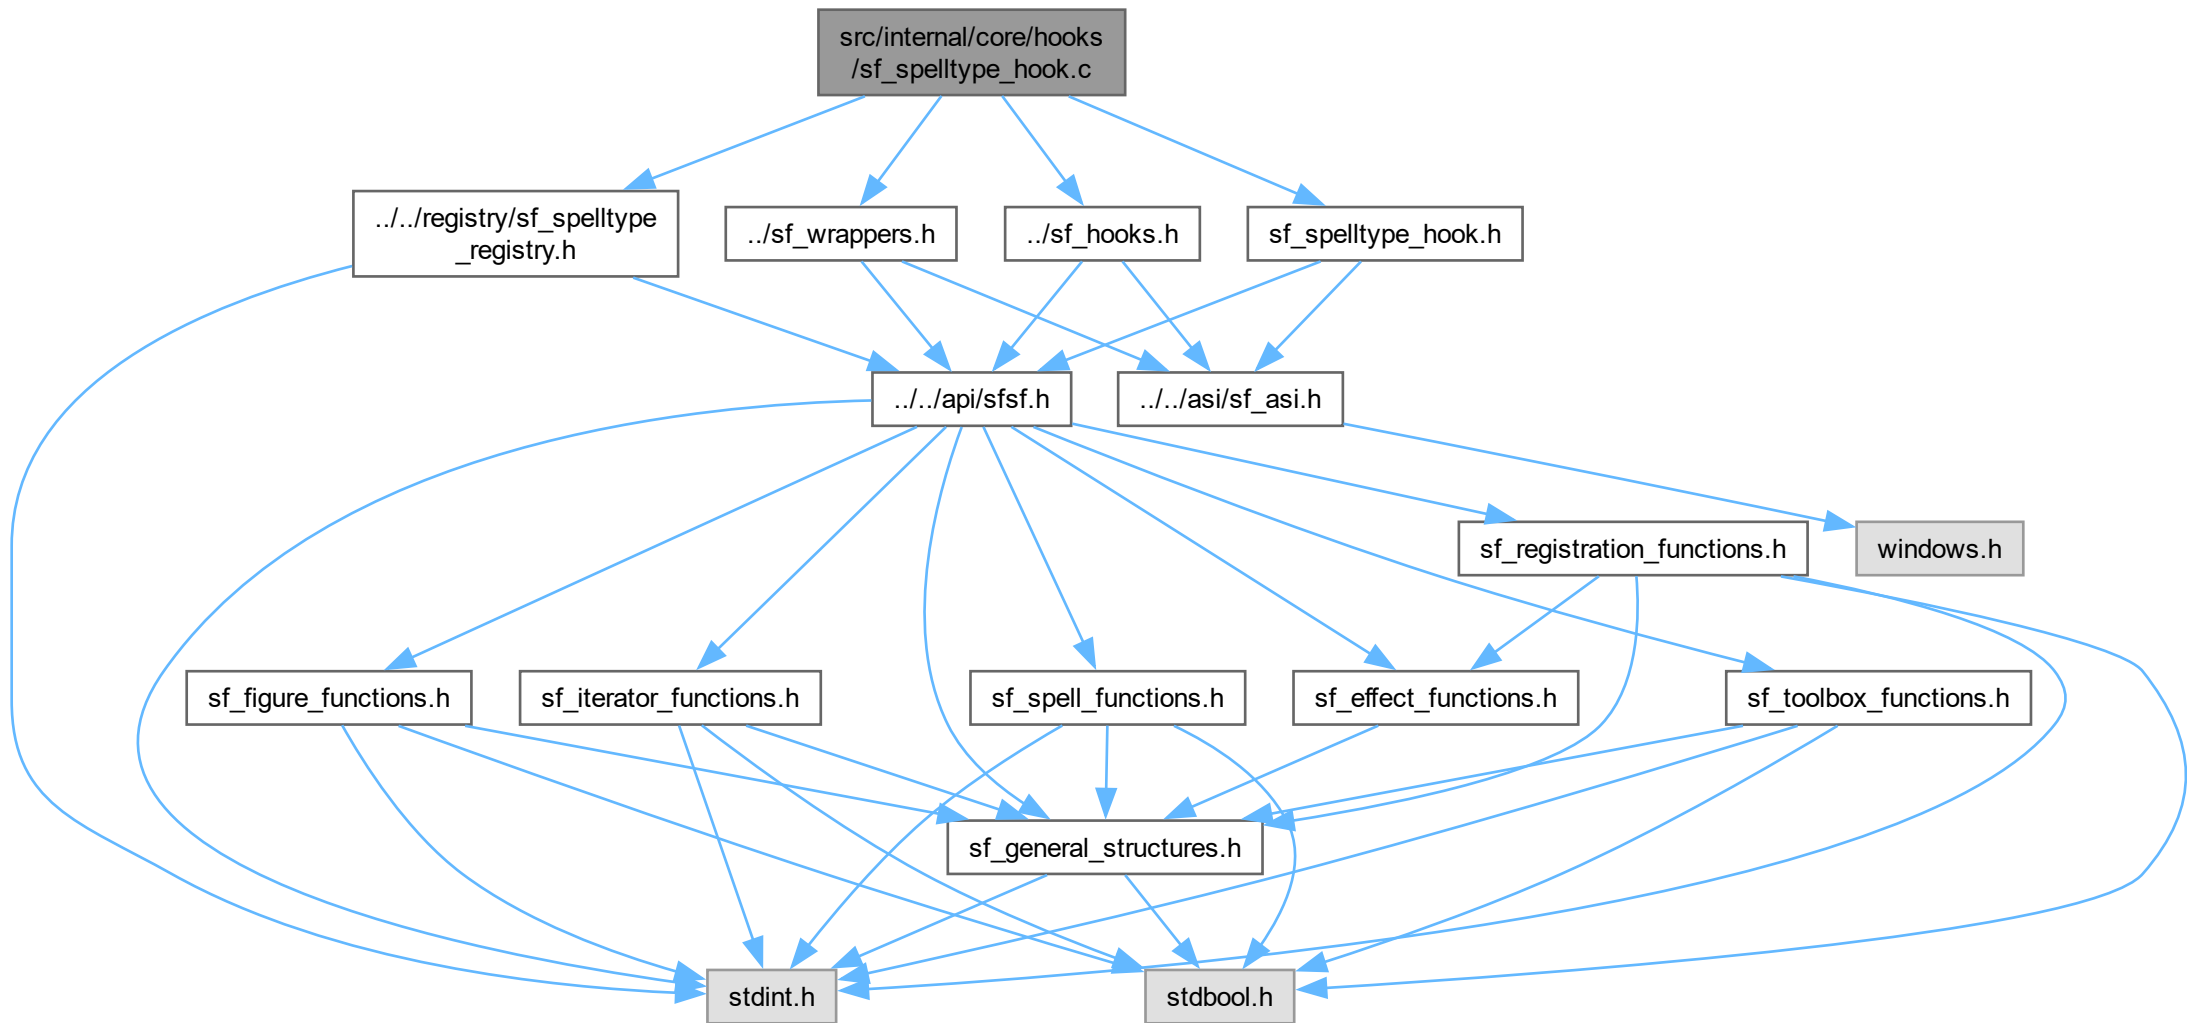 src/internal/core/hooks
/sf_spelltype_hook.c
../../registry/sf_spelltype
_registry.h
../sf_wrappers.h
../sf_hooks.h
sf_spelltype_hook.h
../../api/sfsf.h
../../asi/sf_asi.h
sf_registration_functions.h
windows.h
sf_figure_functions.h
sf_iterator_functions.h
sf_spell_functions.h
sf_effect_functions.h
sf_toolbox_functions.h
sf_general_structures.h
stdint.h
stdbool.h